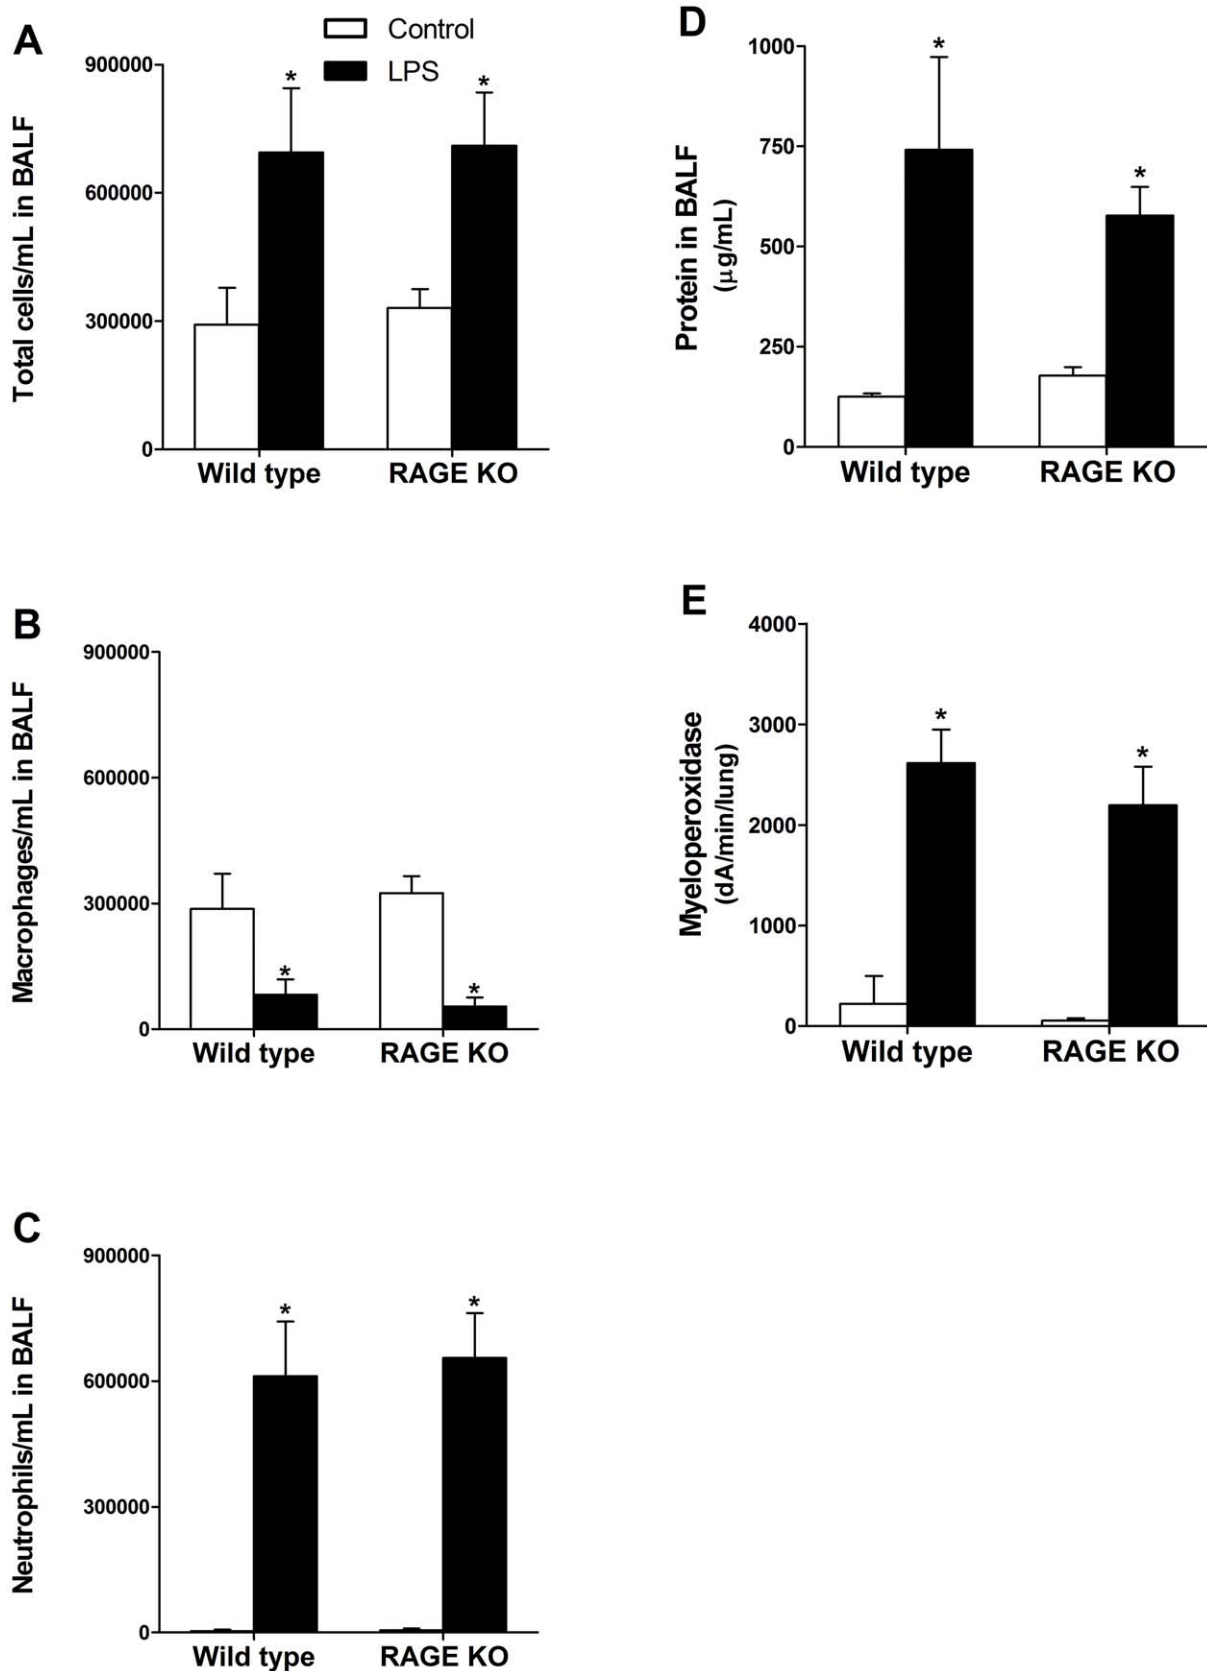 A
Control
LPS
Total cells/mL in BALF
900000
600000
300000
0
*
*
Wild type
RAGE KO
B
Macrophages/mL in BALF
900000
600000
300000
0
*
*
Wild type
RAGE KO
C
Neutrophils/mL in BALF
900000
600000
300000
0
*
*
Wild type
RAGE KO
D
Protein in BALF
(μg/mL)
1000
750
500
250
0
*
*
Wild type
RAGE KO
E
Myeloperoxidase
(dA/min/lung)
4000
3000
2000
1000
0
*
*
Wild type
RAGE KO